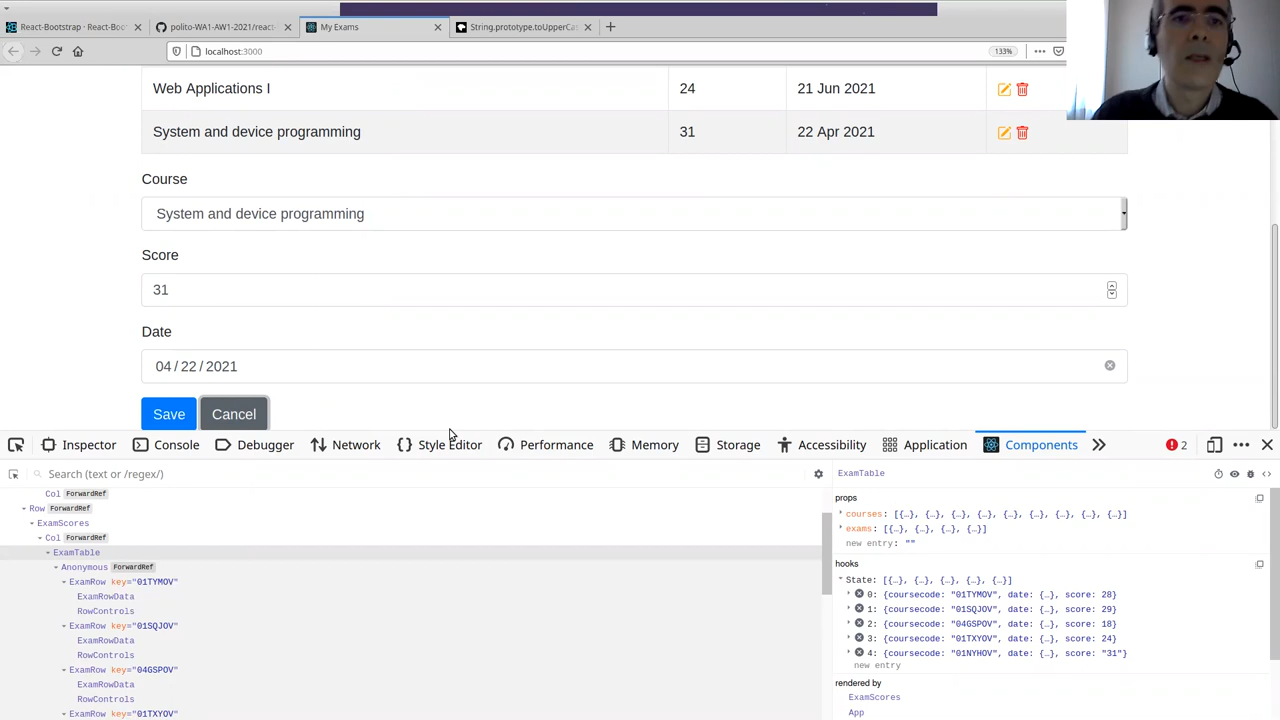 React-Bootstrap · React-Boo
polito-WA1-AW1-2021/react-
My Exams
String.prototype.toUpperCa
localhost:3000
133%
Web Applications I 24 21 Jun 2021
System and device programming 31 22 Apr 2021
Course
System and device programming
Score
31
Date
04 / 22 / 2021
Save Cancel
Inspector Console Debugger Network Style Editor Performance Memory Storage Accessibility Application Components 2
Search (text or /regex/)
Col ForwardRef
Row ForwardRef
ExamScores
Col ForwardRef
ExamTable
Anonymous ForwardRef
ExamRow key="01TYMOV"
ExamRowData
RowControls
ExamRow key="01SQJOV"
ExamRowData
RowControls
ExamRow key="04GSPOV"
ExamRowData
RowControls
ExamRow key="01TXYOV"
ExamTable
props
courses: [{…}, {…}, {…}, {…}, {…}, {…}, {…}, {…}, {…}]
exams: [{…}, {…}, {…}, {…}]
new entry: ""
hooks
State: [{…}, {…}, {…}, {…}, {…}]
0: {coursecode: "01TYMOV", date: {…}, score: 28}
1: {coursecode: "01SQJOV", date: {…}, score: 29}
2: {coursecode: "04GSPOV", date: {…}, score: 18}
3: {coursecode: "01TXYOV", date: {…}, score: 24}
4: {coursecode: "01NYHOV", date: {…}, score: "31"}
new entry
rendered by
ExamScores
App